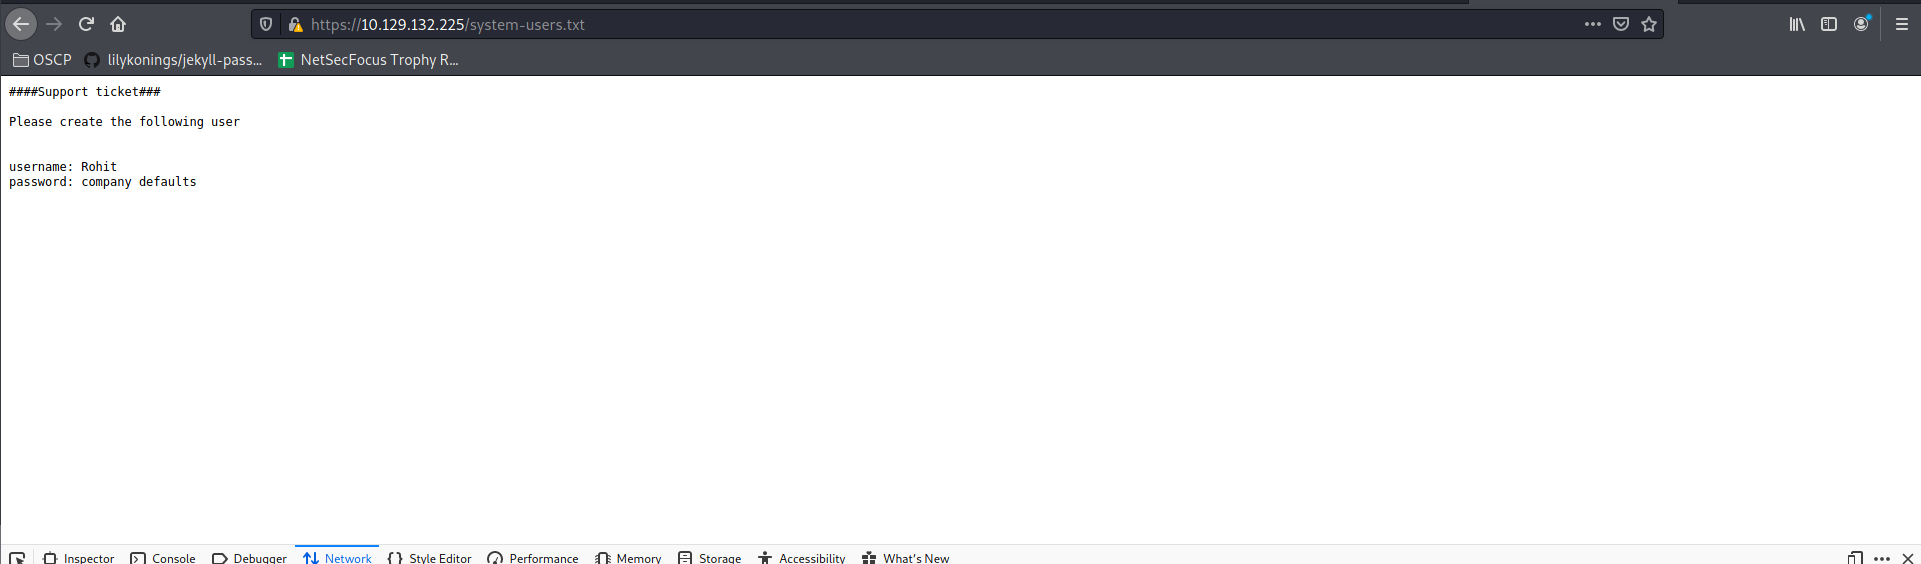 https://10.129.132.225/system-users.txt
OSCP lilykonings/jekyll-pass... NetSecFocus Trophy R...
####Support ticket###
Please create the following user
username: Rohit
password: company defaults
Inspector Console Debugger Network Style Editor Performance Memory Storage Accessibility What's New